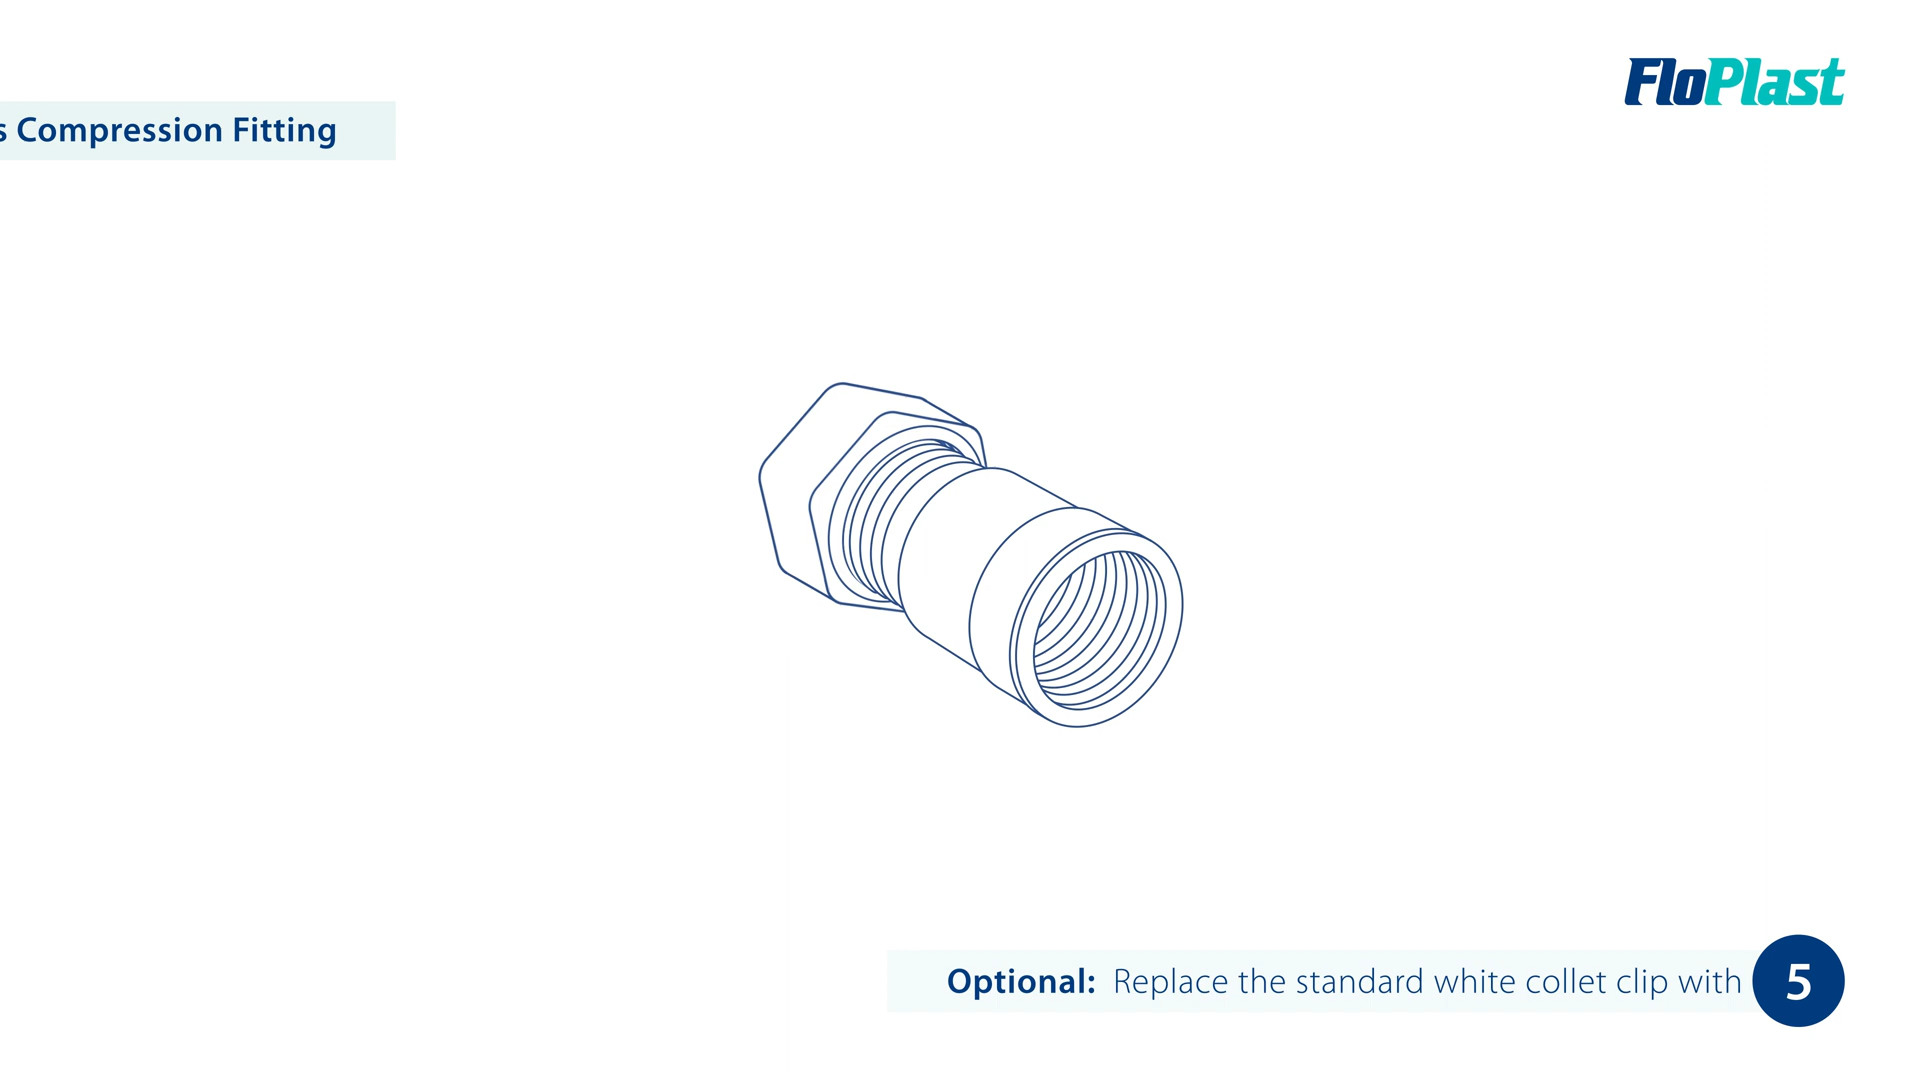 FloPlast
s Compression Fitting
Optional: Replace the standard white collet clip with
5